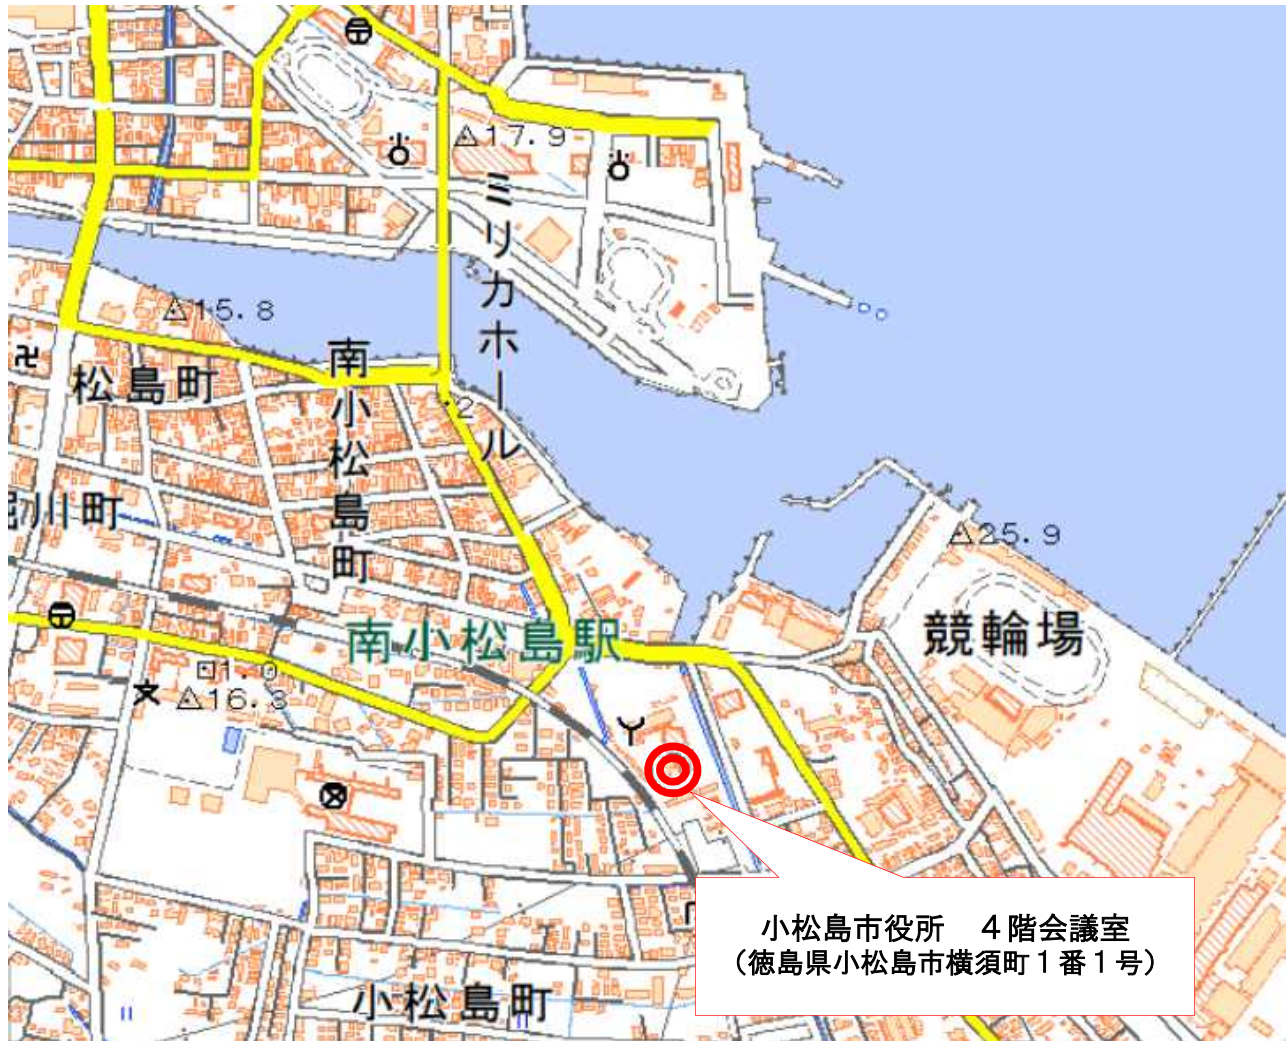 △17.9
ミリカホール
△15.8
松島町
南小松島町
.2
川町
△25.9
競輪場
南小松島駅
1.0
△16.3
小松島市役所　４階会議室
（徳島県小松島市横須町１番１号）
小松島町